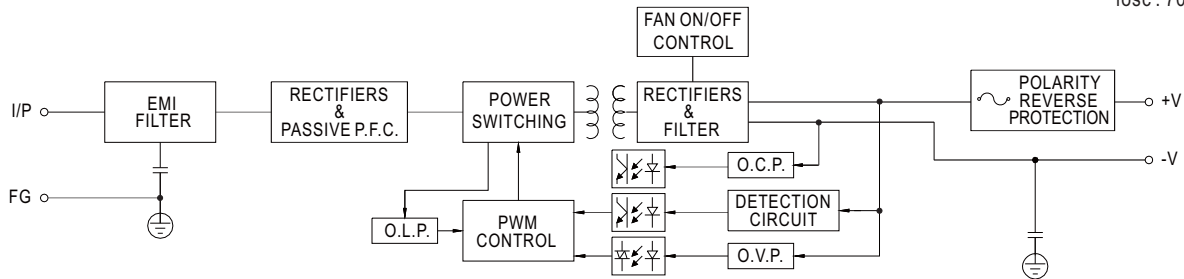 fosc : 70
FAN ON/OFF
CONTROL
I/P
EMI
FILTER
RECTIFIERS
&
PASSIVE P.F.C.
POWER
SWITCHING
RECTIFIERS
&
FILTER
POLARITY
REVERSE
PROTECTION
+V
-V
O.C.P.
FG
DETECTION
CIRCUIT
O.L.P.
PWM
CONTROL
O.V.P.